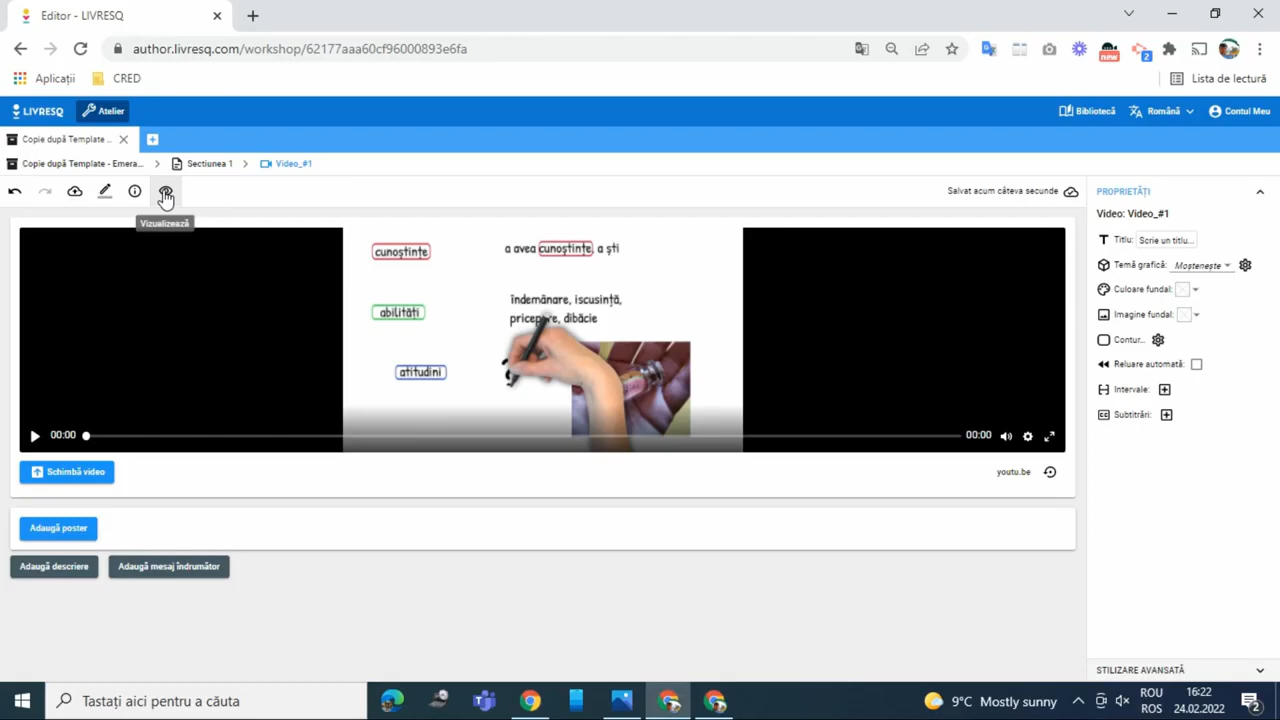 Editor - LIVRESQ
author.livresq.com/workshop/62177aaa60cf96000893e6fa
new
2
Aplicații
CRED
Lista de lectură
LIVRESQ
Atelier
Bibliotecă
Română
Contul Meu
Copie după Template ..
Copie după Template - Emera...
Sectiunea 1
Video_#1
Salvat acum câteva secunde
Vizualizează
cunoștințe
a avea cunoștințe, a ști
abilități
îndemânare, iscusință,
pricepere, dibăcie
atitudini
00:00
00:00
Schimbă video
youtu.be
Adaugă poster
Adaugă descriere
Adaugă mesaj îndrumător
PROPRIETĂȚI
Video: Video_#1
Titlu:
Scrie un titlu...
Temă grafică:
Moștenește
Culoare fundal:
Imagine fundal:
Contur...
Reluare automată:
Intervale:
Subtitrări:
STILIZARE AVANSATĂ
Tastați aici pentru a căuta
9°C Mostly sunny
ROU
ROS
16:22
24.02.2022
2